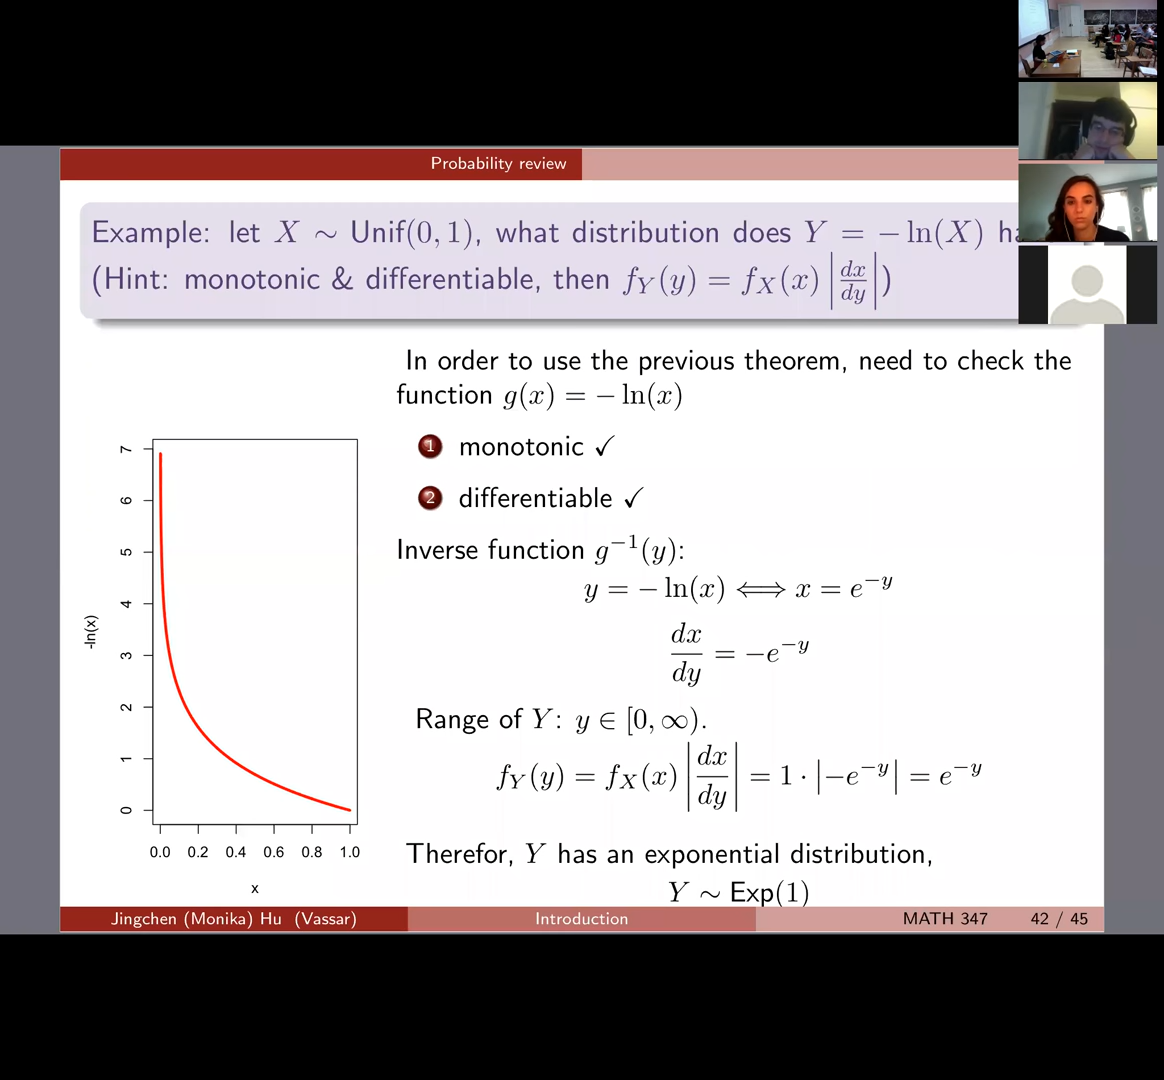 Probability review
Example: let X ∼ Unif(0, 1), what distribution does Y = − ln(X)
(Hint: monotonic & differentiable, then f_Y(y) = f_X(x) |dx/dy|)
In order to use the previous theorem, need to check the
function g(x) = − ln(x)
1 monotonic ✓
2 differentiable ✓
Inverse function g⁻¹(y):
y = − ln(x) ⟺ x = e^{−y}
dx/dy = −e^{−y}
Range of Y: y ∈ [0, ∞).
f_Y(y) = f_X(x) |dx/dy| = 1 · |−e^{−y}| = e^{−y}
Therefor, Y has an exponential distribution,
Y ∼ Exp(1)
-ln(x)
7
6
5
4
3
2
1
0
0.0 0.2 0.4 0.6 0.8 1.0
x
Jingchen (Monika) Hu (Vassar) Introduction MATH 347 42 / 45